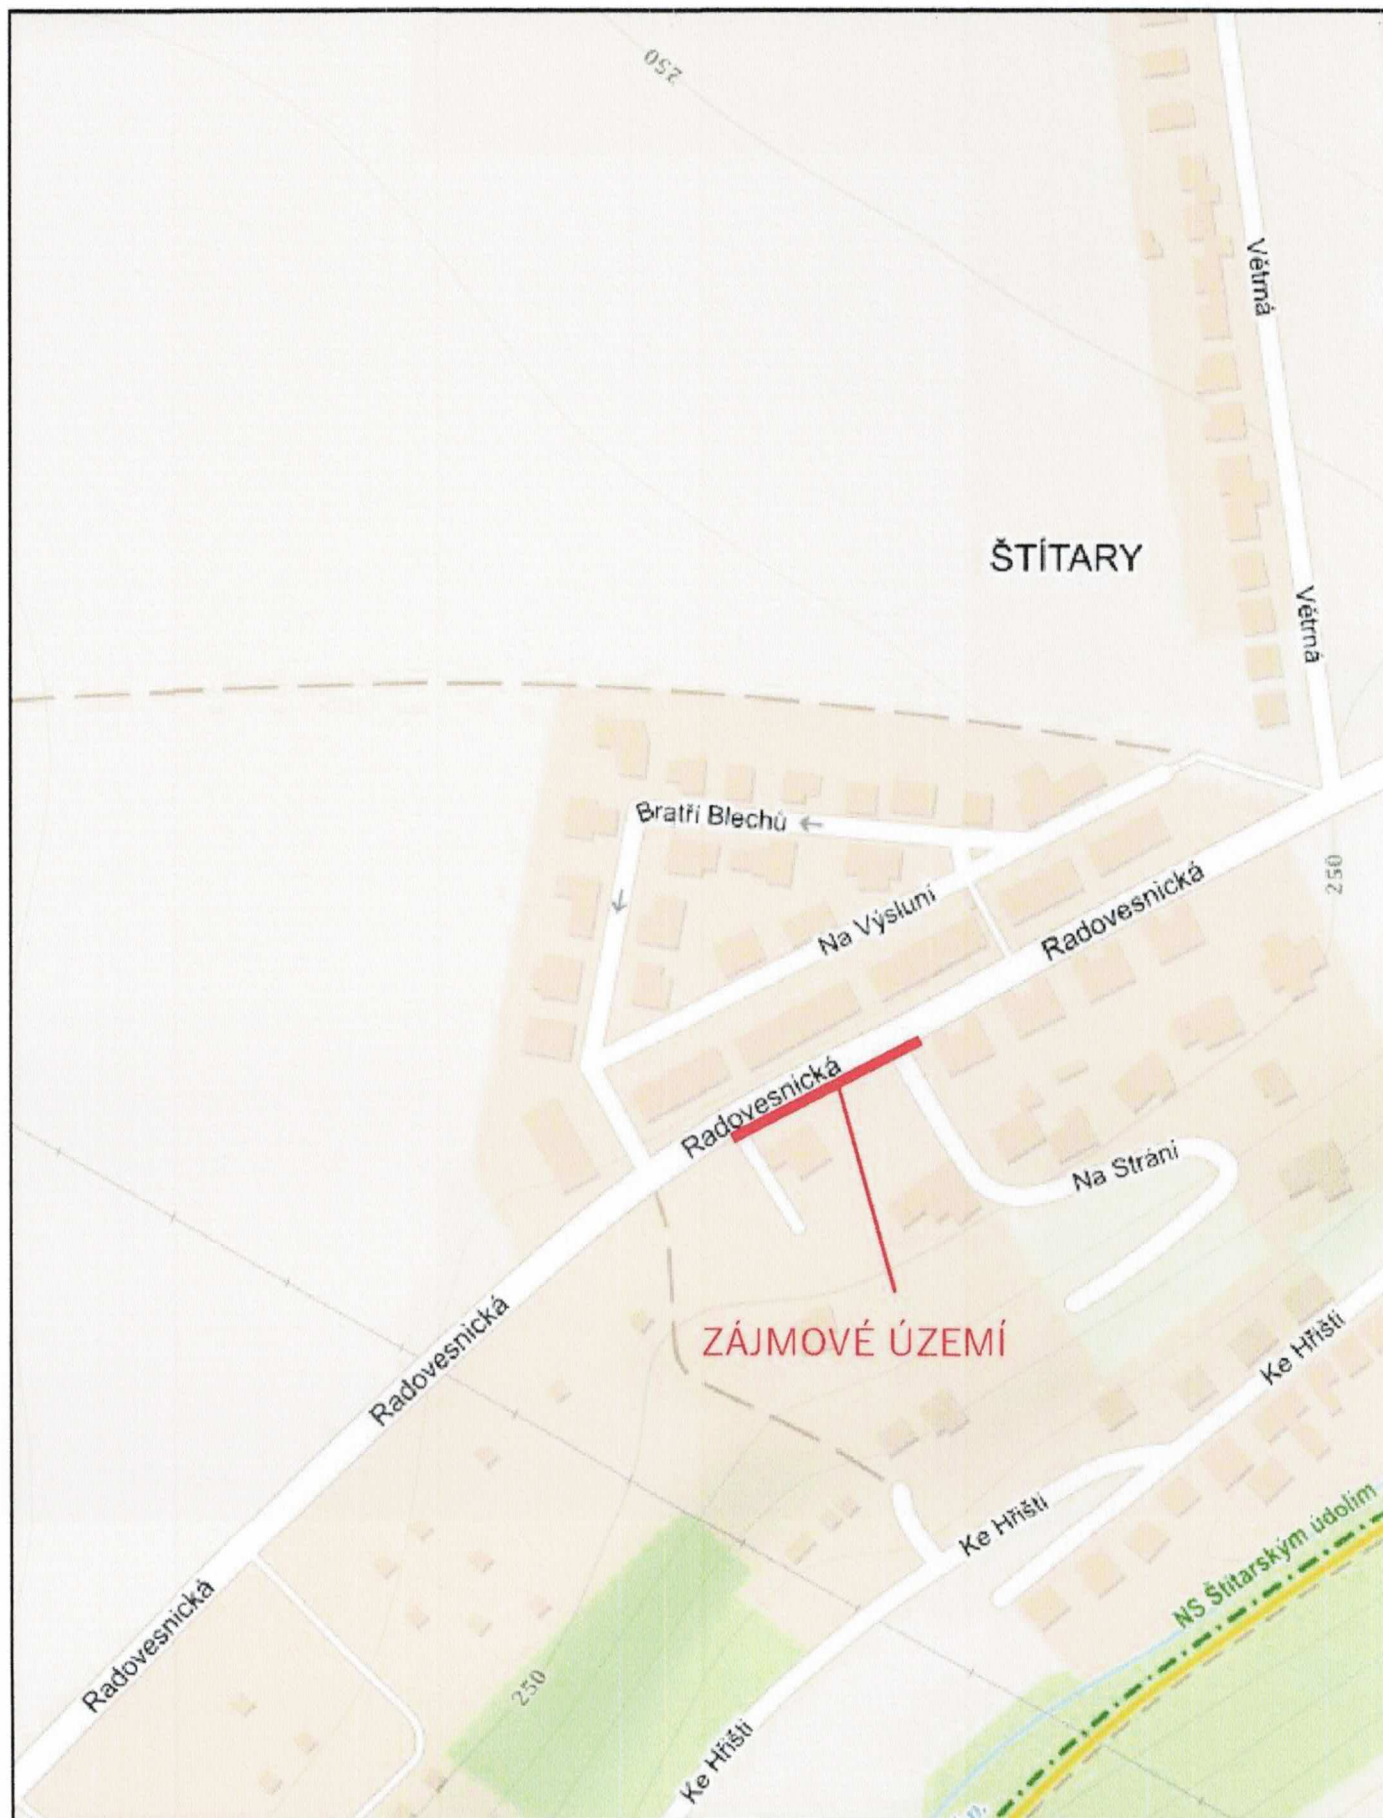 250
Větrná
ŠTÍTARY
Větrná
Bratří Blechů
250
Radovesnická
Na Výsluní
Radovesnická
Na Stráni
Radovesnická
ZÁJMOVÉ ÚZEMÍ
Ke Hřišti
Ke Hřišti
NS Štítarským údolím
Radovesnická
250
Ke Hřišti